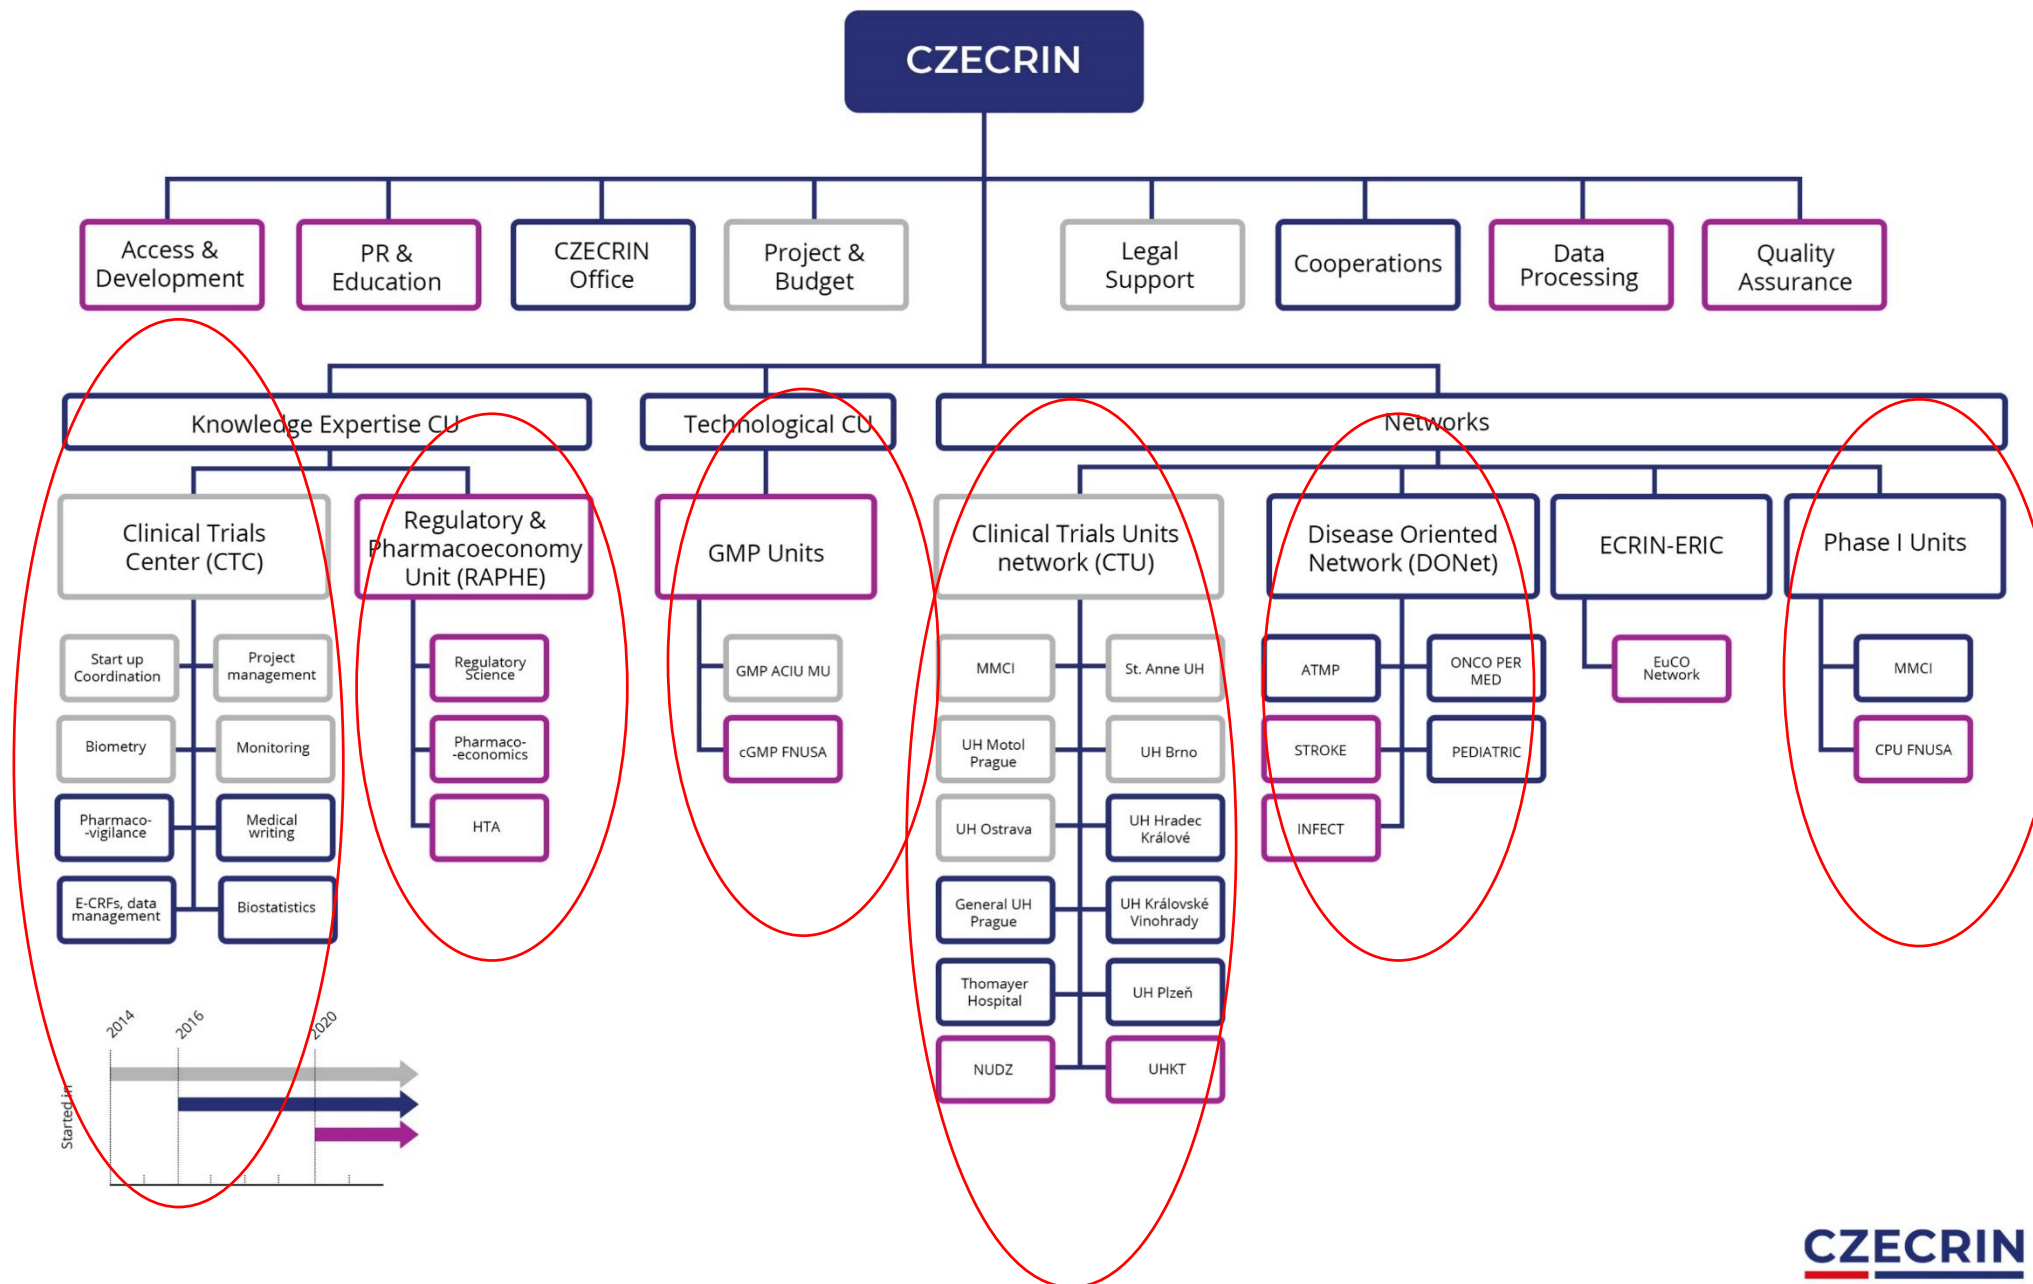 CZECRIN
Access &
Development
PR &
Education
CZECRIN
Office
Project &
Budget
Legal
Support
Cooperations
Data
Processing
Quality
Assurance
Knowledge Expertise CU
Technological CU
Networks
Clinical Trials
Center (CTC)
Regulatory &
Pharmacoeconomy
Unit (RAPHE)
GMP Units
Clinical Trials Units
network (CTU)
Disease Oriented
Network (DONet)
ECRIN-ERIC
Phase I Units
Start up
Coordination
Project
management
Biometry
Monitoring
Pharmaco-
-vigilance
Medical
writing
E-CRFs, data
management
Biostatistics
Regulatory
Science
Pharmaco-
-economics
HTA
GMP ACIU MU
cGMP FNUSA
MMCI
St. Anne UH
UH Motol
Prague
UH Brno
UH Ostrava
UH Hradec
Králové
General UH
Prague
UH Královské
Vinohrady
Thomayer
Hospital
UH Plzeň
NUDZ
UHKT
ATMP
ONCO PER
MED
STROKE
PEDIATRIC
INFECT
EuCO
Network
MMCI
CPU FNUSA
2014
2016
2020
Started in
CZECRIN